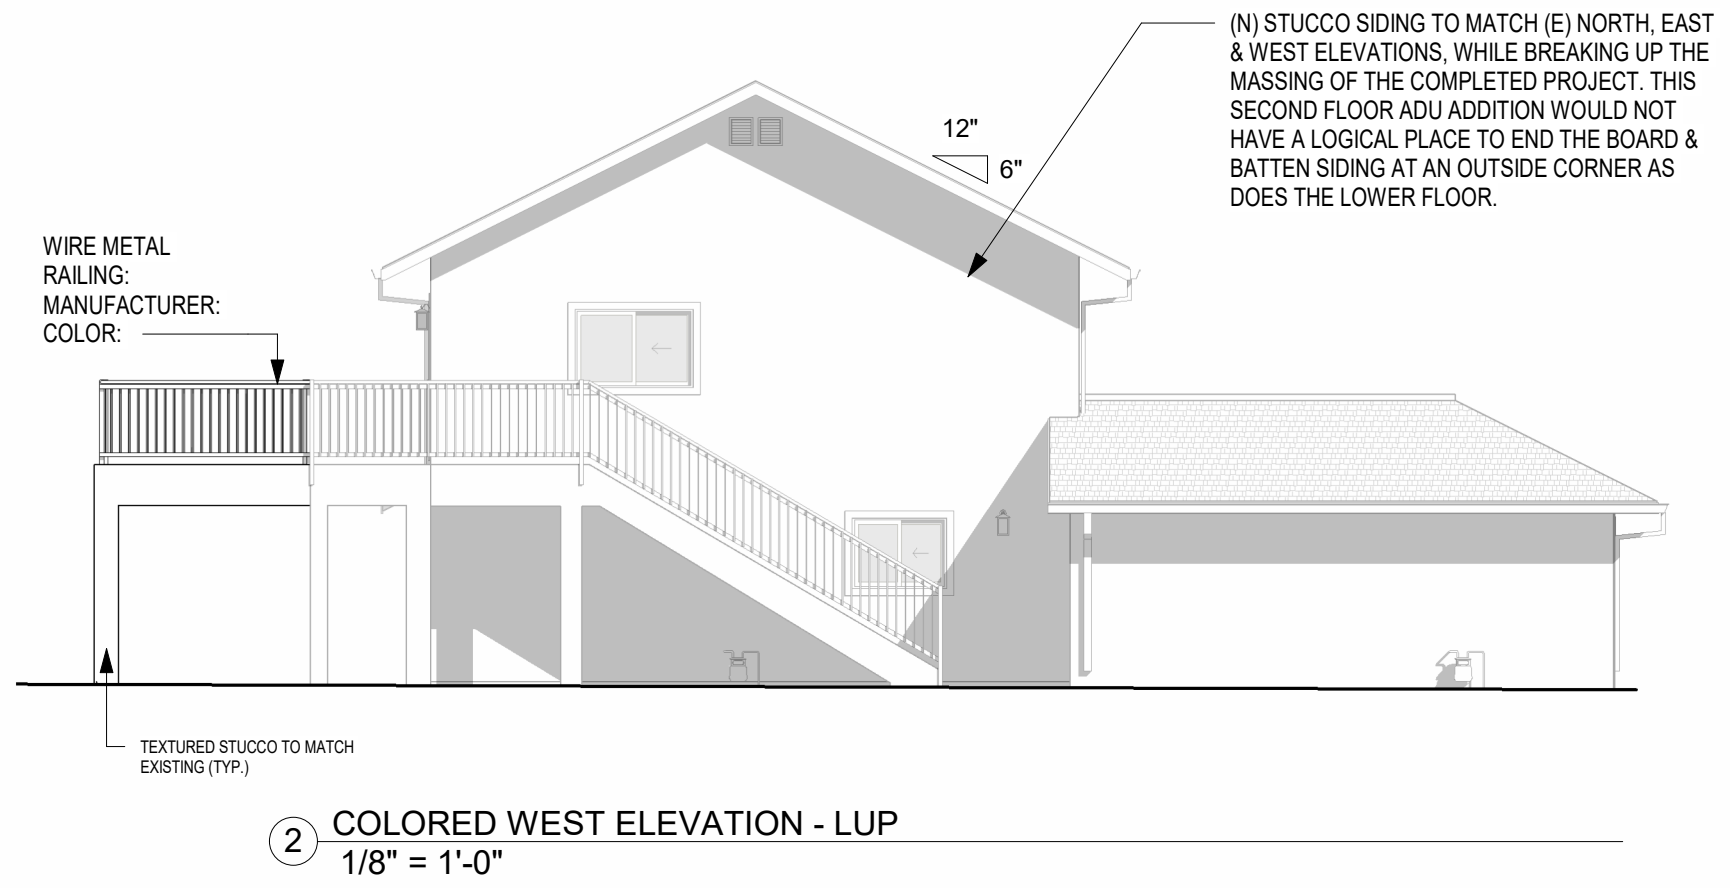 (N) STUCCO SIDING TO MATCH (E) NORTH, EAST
& WEST ELEVATIONS, WHILE BREAKING UP THE
MASSING OF THE COMPLETED PROJECT. THIS
SECOND FLOOR ADU ADDITION WOULD NOT
HAVE A LOGICAL PLACE TO END THE BOARD &
BATTEN SIDING AT AN OUTSIDE CORNER AS
DOES THE LOWER FLOOR.
12"
6"
WIRE METAL
RAILING:
MANUFACTURER:
COLOR:
TEXTURED STUCCO TO MATCH
EXISTING (TYP.)
2
COLORED WEST ELEVATION - LUP
1/8" = 1'-0"